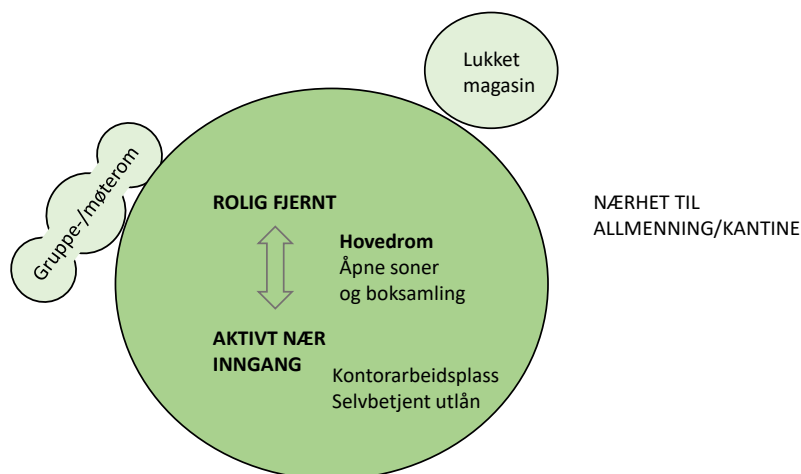 Lukket
magasin
Gruppe-/møterom
ROLIG FJERNT
NÆRHET TIL
ALLMENNING/KANTINE
Hovedrom
Åpne soner
og boksamling
AKTIVT NÆR
INNGANG
Kontorarbeidsplass
Selvbetjent utlån